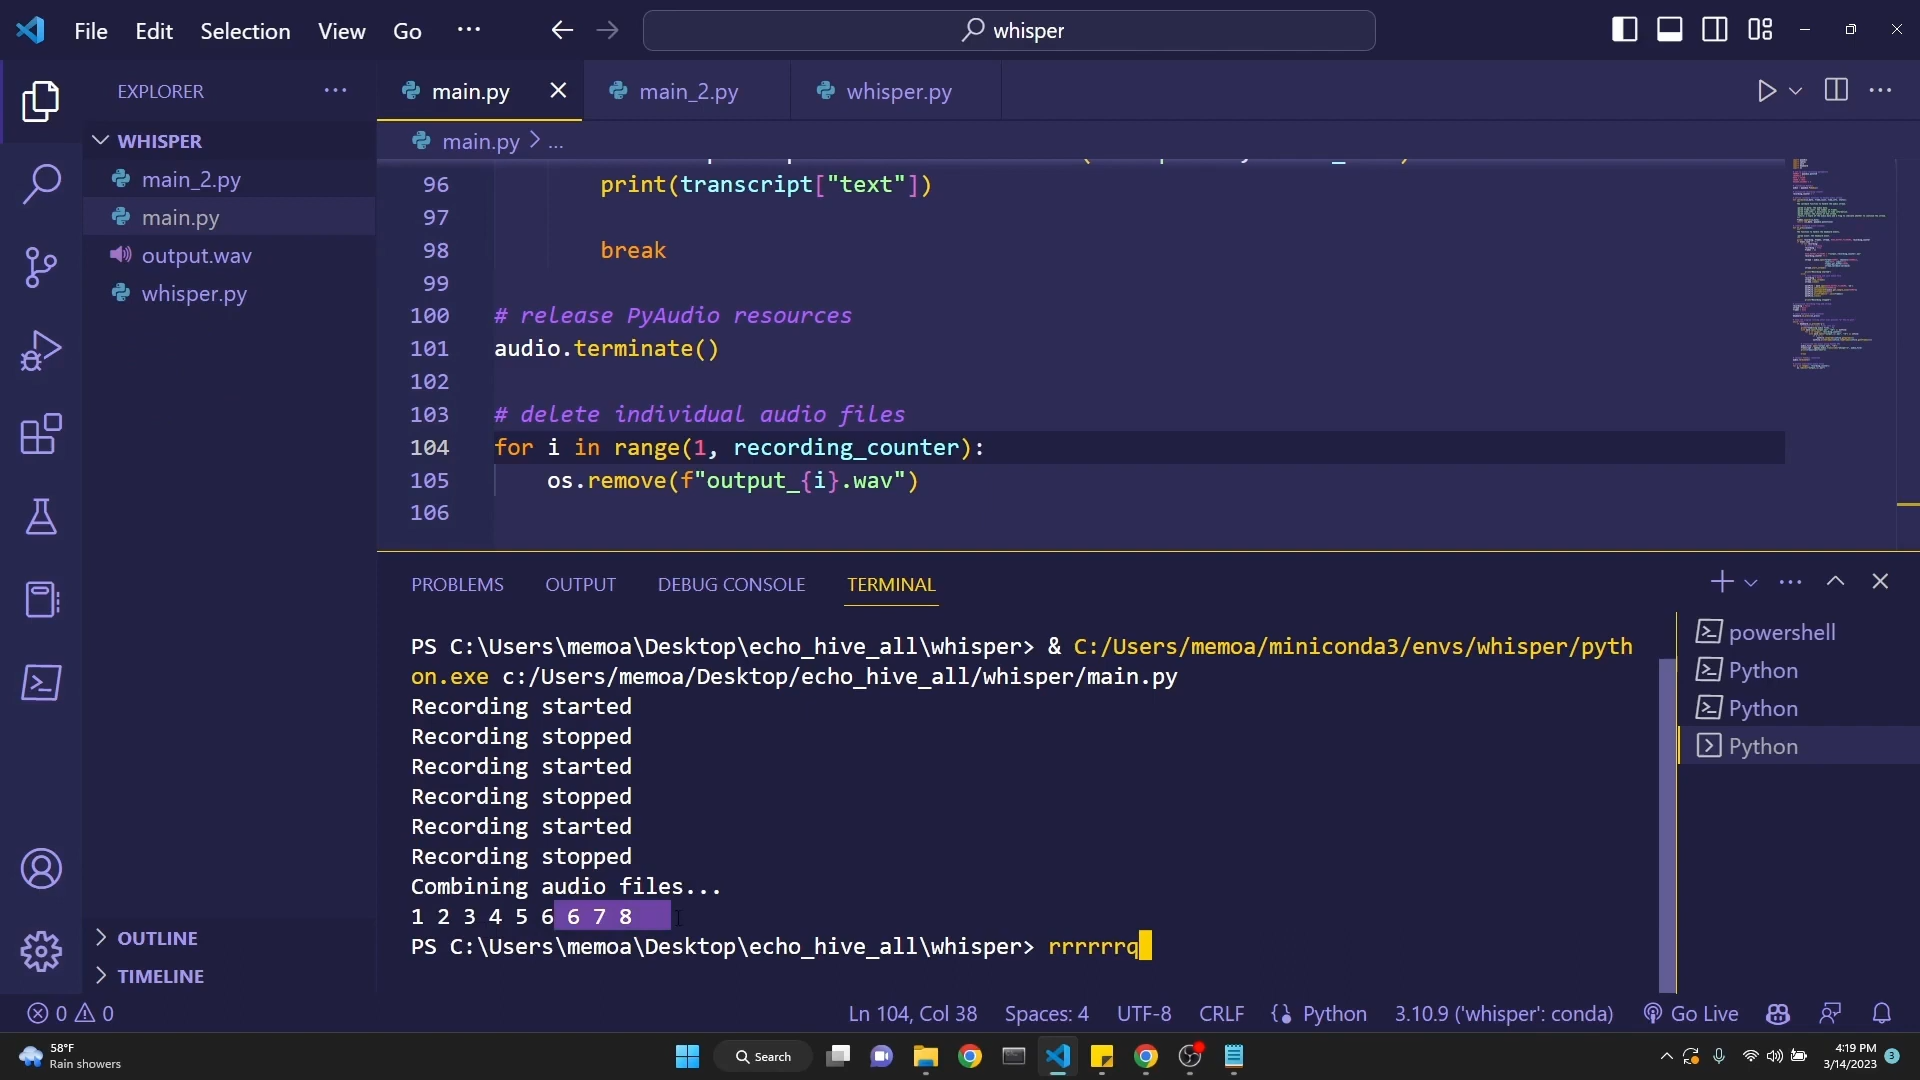 File Edit Selection View Go ···
whisper
EXPLORER ···
main.py
main_2.py
whisper.py
WHISPER
main.py > ...
main_2.py
main.py
output.wav
whisper.py
96 print(transcript["text"])
97
98 break
99
100 # release PyAudio resources
101 audio.terminate()
102
103 # delete individual audio files
104 for i in range(1, recording_counter):
105 os.remove(f"output_{i}.wav")
106
PROBLEMS OUTPUT DEBUG CONSOLE TERMINAL
PS C:\Users\memoa\Desktop\echo_hive_all\whisper> & C:/Users/memoa/miniconda3/envs/whisper/pyth
on.exe c:/Users/memoa/Desktop/echo_hive_all/whisper/main.py
Recording started
Recording stopped
Recording started
Recording stopped
Recording started
Recording stopped
Combining audio files...
1 2 3 4 5 6 6 7 8
PS C:\Users\memoa\Desktop\echo_hive_all\whisper> rrrrrrq
powershell
Python
Python
Python
OUTLINE
TIMELINE
0 0
Ln 104, Col 38 Spaces: 4 UTF-8 CRLF Python 3.10.9 ('whisper': conda) Go Live
58°F
Rain showers
Search
4:19 PM
3/14/2023
3